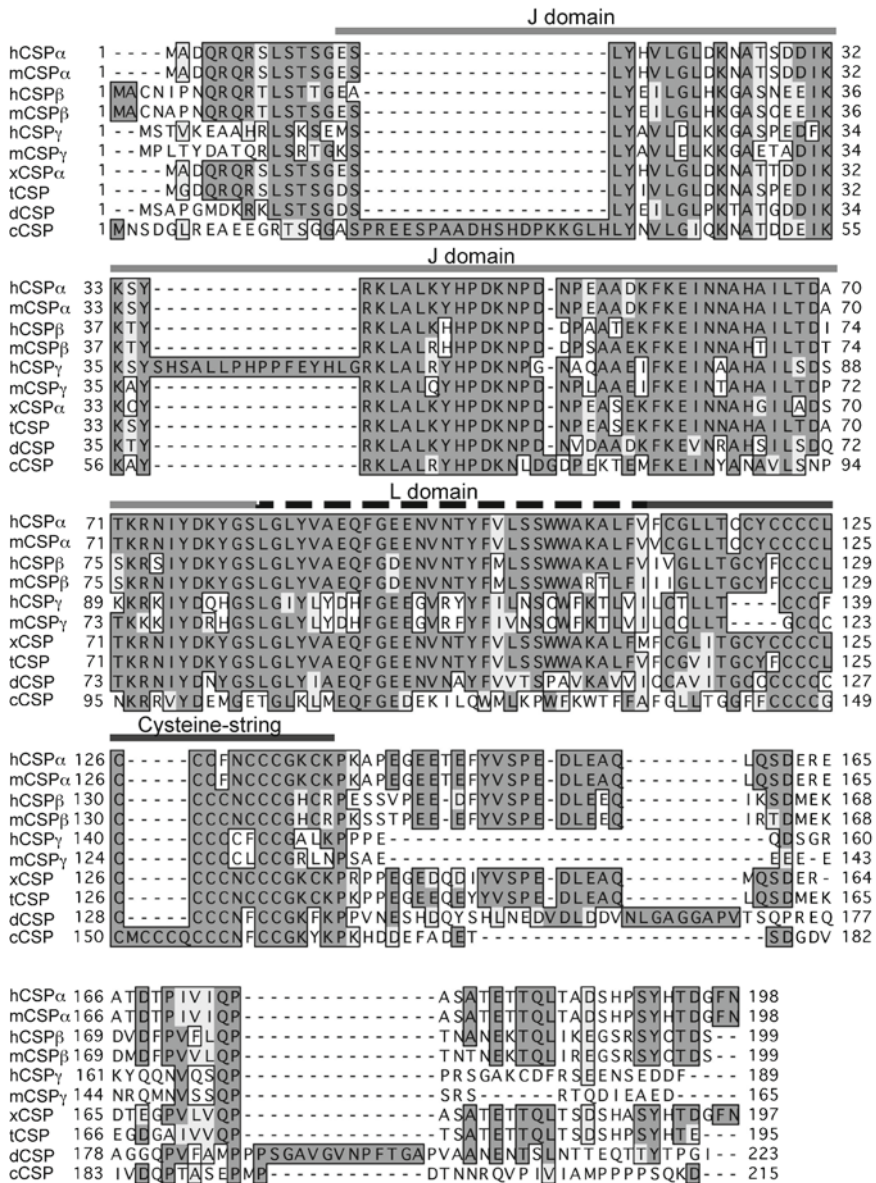 J domain
hCSPα 1 ----MADQRQRSLSTSGES-------------------LYHVLGLDKNATSDDIK 32
mCSPα 1 ----MADQRQRSLSTSGES-------------------LYHVLGLDKNATSDDIK 32
hCSPβ 1 MACNIPNQRQRTLSTTGEA-------------------LYEILGLHKGASNEEIK 36
mCSPβ 1 MACNAPNQRQRTLSTSGES-------------------LYEILGLHKGASCEEIK 36
hCSPγ 1 --MSTVKEAAHRLSKSEMS-------------------LYAVLDLKKGASPEDFK 34
mCSPγ 1 --MPLTYDATQRLSRTGKS-------------------LYAVLELKKGAETADIK 34
xCSPα 1 ----MADQRQRSLSTSGES-------------------LYNVLGLDKNATTDDIK 32
tCSP 1 ----MGDQRQRSLSTSGDS-------------------LYIVLGLDKNASPEDIK 32
dCSP 1 --MSAPGMDKRKLSTSGDS-------------------LYEILGLPKTATGDDIK 34
cCSP 1 MNSDGLREAEEGRTSGGASPREESPAADHSHDPKKGLHLYNVLGIQKNATDDEIK 55
J domain
hCSPα 33 KSY----------------RKLALKYHPDKNPD-NPEAADKFKEINNAHAILTDA 70
mCSPα 33 KSY----------------RKLALKYHPDKNPD-NPEAADKFKEINNAHAILTDA 70
hCSPβ 37 KTY----------------RKLALKHHPDKNPD-DPAATEKFKEINNAHAILTDI 74
mCSPβ 37 KTY----------------RKLALRHHPDKNPD-DPSAAEKFKEINNAHTILTDT 74
hCSPγ 35 KSYSHSALLPHPPFEYHLGRKLALRYHPDKNPG-NAQAAEIFKEINAAHAILSDS 88
mCSPγ 35 KAY----------------RKLALQYHPDKNPD-NPLAAEIFKEINTAHAILTDP 72
xCSPα 33 KCY----------------RKLALKYHPDKNPD-NPEASEKFKEINNAHGILADS 70
tCSP 33 KSY----------------RKLALKYHPDKNPD-NPEASEKFKEINNAHAILTDA 70
dCSP 35 KTY----------------RKLALKYHPDKNPD-NVDAADKFKEVNRAHSILSDQ 72
cCSP 56 KAY----------------RKLALRYHPDKNLDGDPEKTEMFKEINYANAVLSNP 94
L domain
hCSPα 71 TKRNIYDKYGSLGLYVAEQFGEENVNTYFVLSSWWAKALFVFCGLLTCCYCCCCL 125
mCSPα 71 TKRNIYDKYGSLGLYVAEQFGEENVNTYFVLSSWWAKALFVVCGLLTCCYCCCCL 125
hCSPβ 75 SKRSIYDKYGSLGLYVAEQFGDENVNTYFMLSSWWAKALFVIVGLLTGCYFCCCL 129
mCSPβ 75 SKRNIYDKYGSLGLYVAEQFGDENVNTYFMLSSWWAKTLFIIIGLLTGCYFCCCL 129
hCSPγ 89 KKRKIYDQHGSLGIYLYDHFGEEGVRYYFILNSCWFKTLVILCTLLT----CCCF 139
mCSPγ 73 TKKKIYDRHGSLGLYLYDHFGEEGVRFYFIVNSCWFKTLVILCCLLT----GCCC 123
xCSP 71 TKRNIYDKYGSLGLYVAEQFGEENVNTYFVLSSWWAKALFMFCGLITGCYCCCCL 125
tCSP 71 TKRNIYDKYGSLGLYVAEQFGEENVNTYFVLSSWWAKALFVFCGVITGCYFCCCL 125
dCSP 73 TKRNIYDNYGSLGLYIAEQFGEENVNAYFVVTSPAVKAVVICCAVITGCCCCCCC 127
cCSP 95 NKRRVYDEMGETGLKLMEQFGEDEKILQWMLKPWFKWTFFAFGLLTGGFFCCCCG 149
Cysteine-string
hCSPα 126 C-----CCFNCCCGKCKPKAPEGEETEFYVSPE-DLEAQ---------LQSDERE 165
mCSPα 126 C-----CCFNCCCGKCKPKAPEGEETEFYVSPE-DLEAQ---------LQSDERE 165
hCSPβ 130 C-----CCCNCCCGHCRPESSVPEE-DFYVSPE-DLEEQ---------IKSDMEK 168
mCSPβ 130 C-----CCCNCCCGHCRPKSSTPEE-EFYVSPE-DLEEQ---------IRTDMEK 168
hCSPγ 140 C-----CCCCFCCGALKPPPE-----------------------------QDSGR 160
mCSPγ 124 C-----CCCCLCCGRLNPSAE-----------------------------EEE-E 143
xCSP 126 C-----CCCNCCCGKCKPRPPEGEDQDIYVSPE-DLEAQ---------MQSDER- 164
tCSP 126 C-----CCCNCCCGKCKPKPPEGEEQEYYVSPE-DLEAQ---------LQSDMEK 165
dCSP 128 C-----CCCNFCCGKFKPPVNESHDQYSHLNEDVDLDDVNLGAGGAPVTSQPREQ 177
cCSP 150 CMCCCQCCCNFCCGKYKPKHDDEFADET----------------------SDGDV 182
hCSPα 166 ATDTPIVIQP---------------ASATETTQLTADSHPSYHTDGFN 198
mCSPα 166 ATDTPIVIQP---------------ASATETTQLTADSHPSYHTDGFN 198
hCSPβ 169 DVDFPVFLQP---------------TNANEKTQLIKEGSRSYCTDS-- 199
mCSPβ 169 DMDFPVVLQP---------------TNTNEKTQLIREGSRSYCTDS-- 199
hCSPγ 161 KYQQNVQSQP---------------PRSGAKCDFRSEENSEDDF---- 189
mCSPγ 144 NRQMNVSSQP---------------SRS------RTQDIEAED----- 165
xCSP 165 DTEGPVLVQP---------------ASATETTQLTSDSHASYHTDGFN 197
tCSP 166 EGDGAIVVQP---------------TSATETTQLTSDSHPSYHTE--- 195
dCSP 178 AGGQPVFAMPPPSGAVGVNPFTGAPVAANENTSLNTTEQTTYTPGI-- 223
cCSP 183 IVDQPTASEPMP-------------DTNNRQVPIVIAMPPPPSQKD-- 215